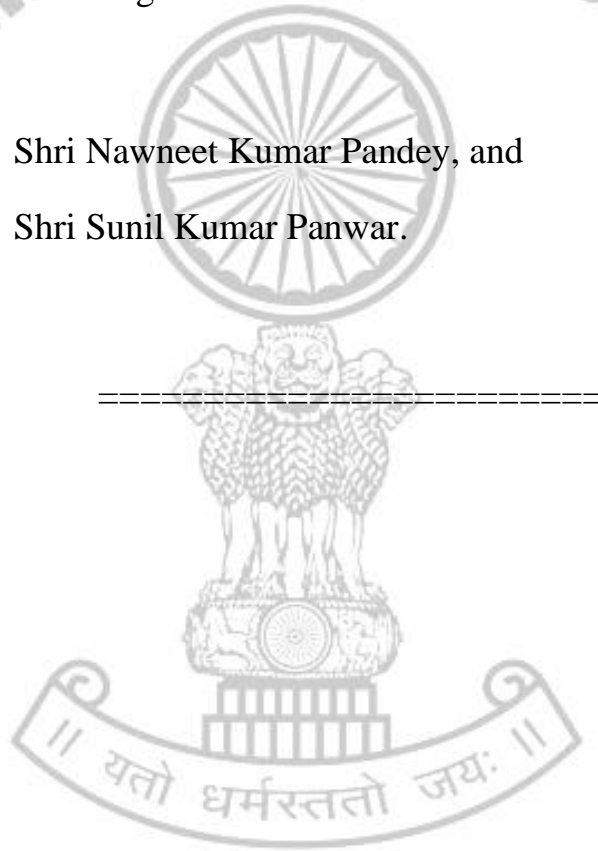 Shri Nawneet Kumar Pandey, and
Shri Sunil Kumar Panwar.
========================
॥ यतो धर्मस्ततो जयः ॥